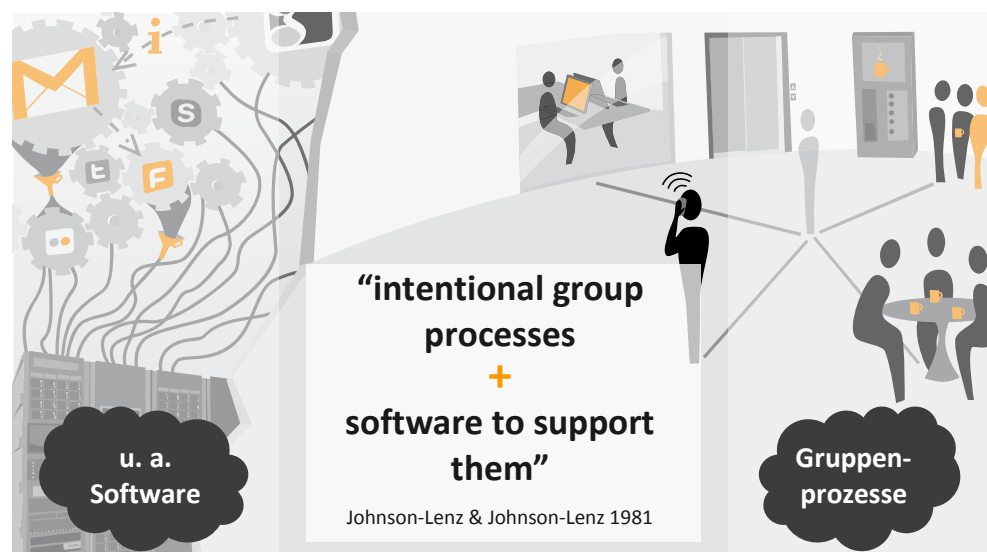 i
S
t
F
“intentional group
processes
+
software to support
them”
Johnson-Lenz & Johnson-Lenz 1981
u. a.
Software
Gruppen-
prozesse